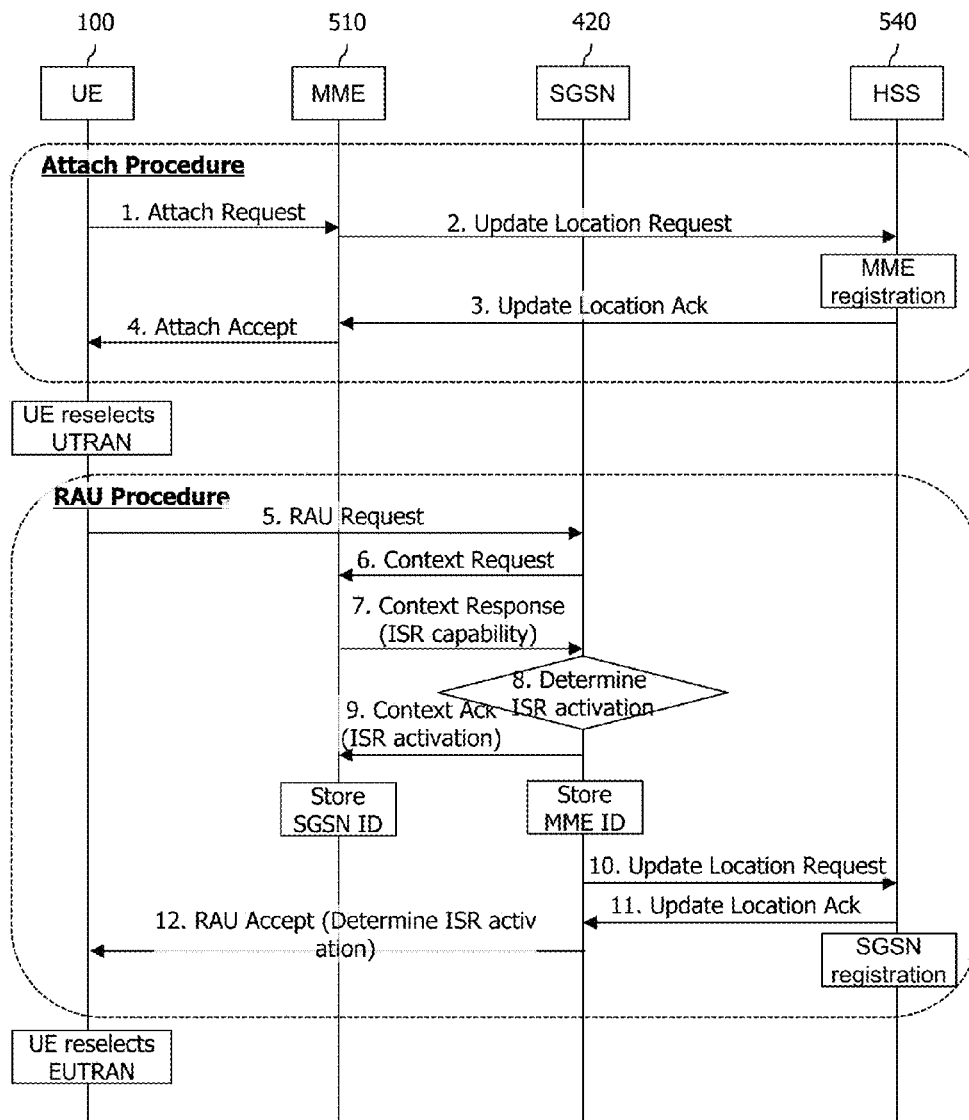 100
510
420
540
UE
MME
SGSN
HSS
Attach Procedure
1. Attach Request
2. Update Location Request
MME
registration
3. Update Location Ack
4. Attach Accept
UE reselects
UTRAN
RAU Procedure
5. RAU Request
6. Context Request
7. Context Response
(ISR capability)
8. Determine
ISR activation
9. Context Ack
(ISR activation)
Store
SGSN ID
Store
MME ID
10. Update Location Request
11. Update Location Ack
12. RAU Accept (Determine ISR activ
ation)
SGSN
registration
UE reselects
EUTRAN